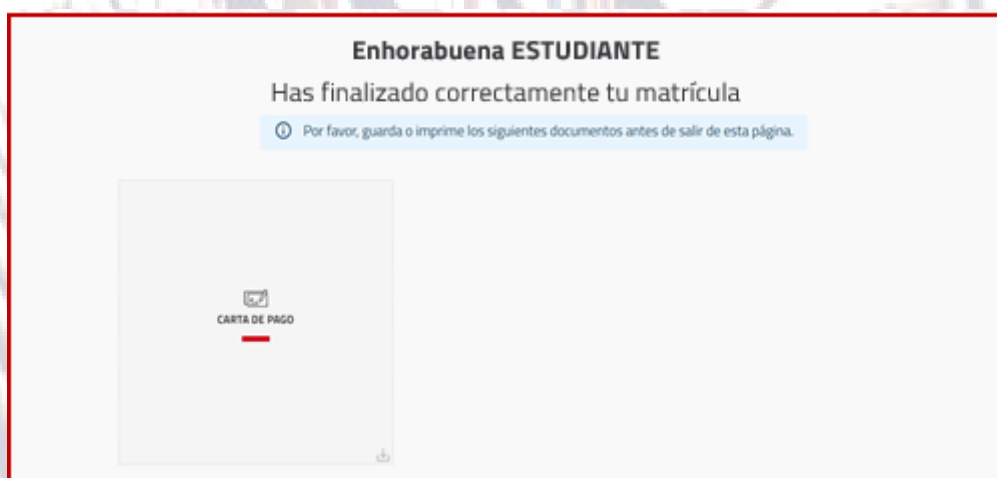 Enhorabuena ESTUDIANTE
Has finalizado correctamente tu matrícula
Por favor, guarda o imprime los siguientes documentos antes de salir de esta página.
CARTA DE PAGO